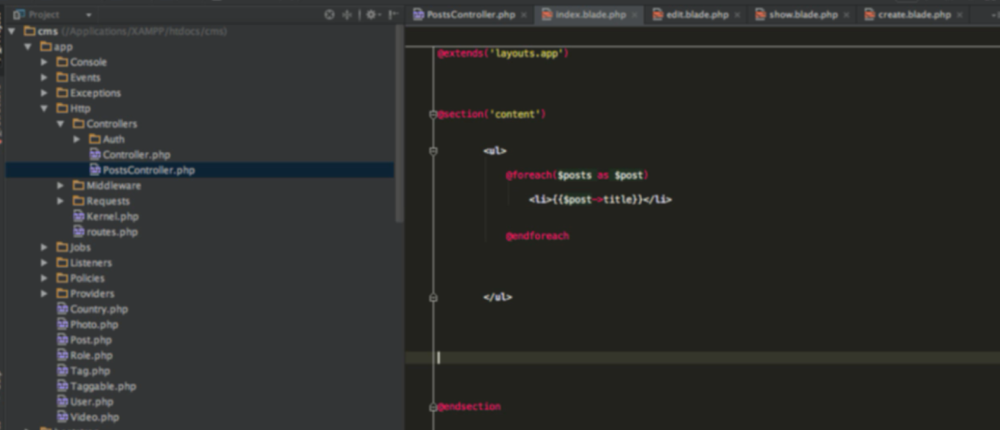 Project
cms (/Applications/XAMPP/htdocs/cms)
app
Console
Events
Exceptions
Http
Controllers
Auth
Controller.php
PostsController.php
Middleware
Requests
Kernel.php
routes.php
Jobs
Listeners
Policies
Providers
Country.php
Photo.php
Post.php
Role.php
Tag.php
Taggable.php
User.php
Video.php
PostsController.php index.blade.php edit.blade.php show.blade.php create.blade.php
@extends('layouts.app')
@section('content')
<ul>
@foreach($posts as $post)
<li>{{$post->title}}</li>
@endforeach
</ul>
@endsection